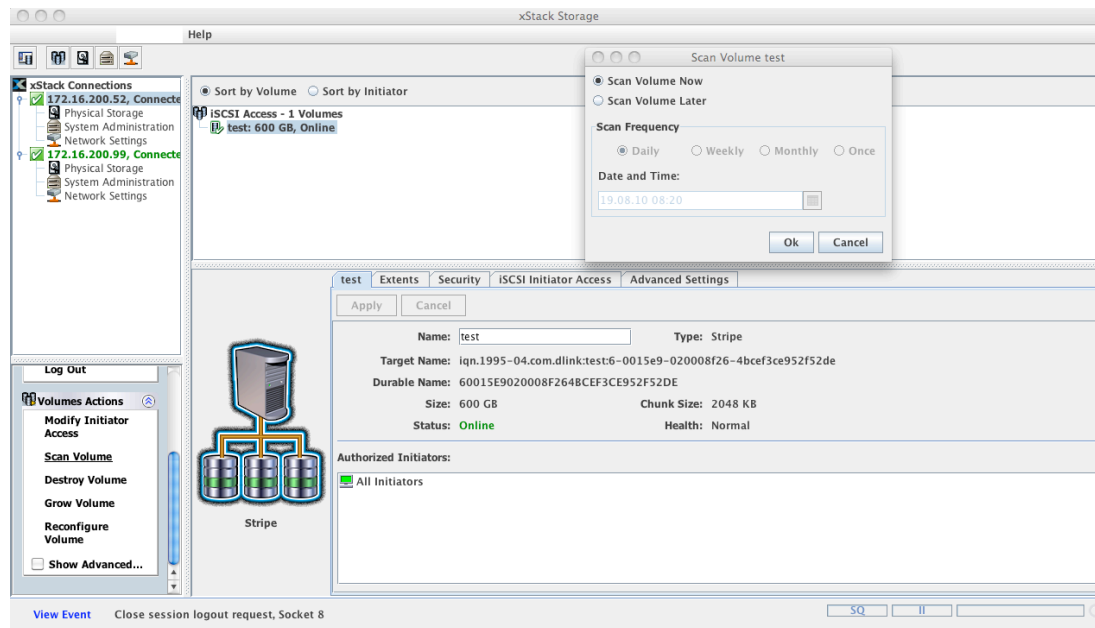 xStack Storage
Help
xStack Connections
172.16.200.52, Connecte
Physical Storage
System Administration
Network Settings
172.16.200.99, Connecte
Physical Storage
System Administration
Network Settings
Sort by Volume Sort by Initiator
iSCSI Access - 1 Volumes
test: 600 GB, Online
Scan Volume test
Scan Volume Now
Scan Volume Later
Scan Frequency
Daily Weekly Monthly Once
Date and Time:
19.08.10 08:20
Ok Cancel
Log Out
Volumes Actions
Modify Initiator
Access
Scan Volume
Destroy Volume
Grow Volume
Reconfigure
Volume
Show Advanced...
Stripe
test Extents Security iSCSI Initiator Access Advanced Settings
Apply Cancel
Name: test Type: Stripe
Target Name: iqn.1995-04.com.dlink:test:6-0015e9-020008f26-4bcef3ce952f52de
Durable Name: 60015E9020008F264BCEF3CE952F52DE
Size: 600 GB Chunk Size: 2048 KB
Status: Online Health: Normal
Authorized Initiators:
All Initiators
View Event Close session logout request, Socket 8
SQ II